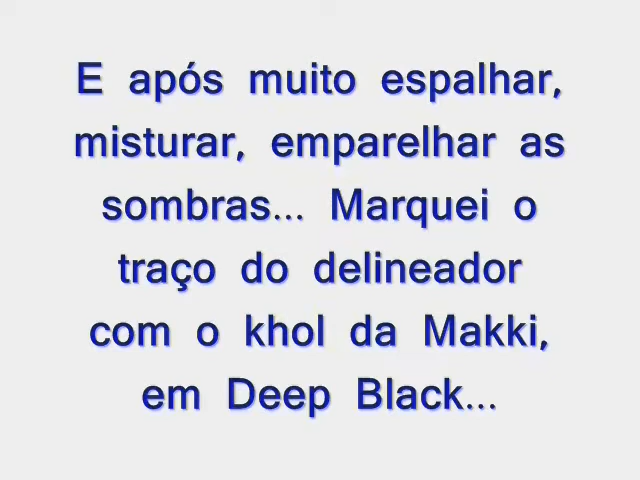 E após muito espalhar,
misturar, emparelhar as
sombras... Marquei o
traço do delineador
com o khol da Makki,
em Deep Black...